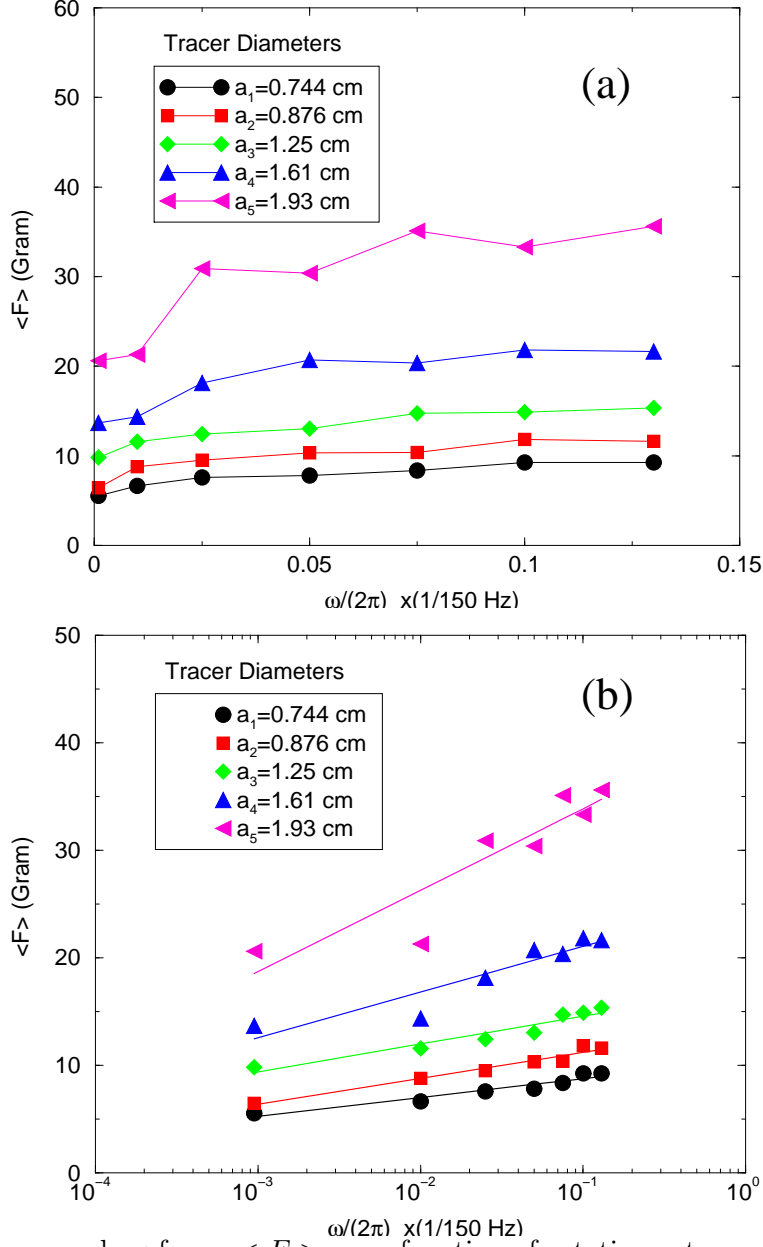 60
50
40
30
20
10
0
<F> (Gram)
Tracer Diameters
a₁=0.744 cm
a₂=0.876 cm
a₃=1.25 cm
a₄=1.61 cm
a₅=1.93 cm
(a)
0 0.05 0.1 0.15
ω/(2π) x(1/150 Hz)
50
40
30
20
10
0
<F> (Gram)
Tracer Diameters
a₁=0.744 cm
a₂=0.876 cm
a₃=1.25 cm
a₄=1.61 cm
a₅=1.93 cm
(b)
10⁻⁴ 10⁻³ 10⁻² 10⁻¹ 10⁰
ω/(2π) x(1/150 Hz)